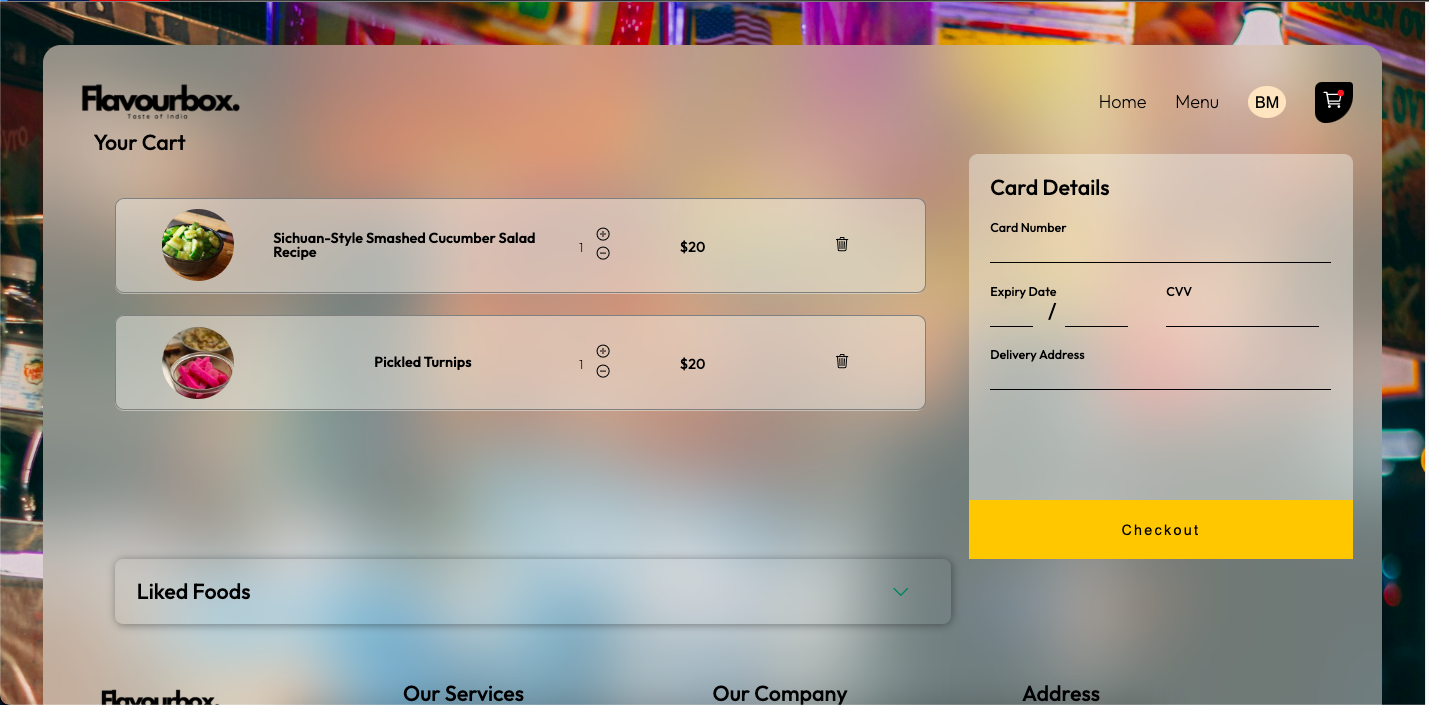 Flavourbox.
Taste of India
Home
Menu
BM
Your Cart
Sichuan-Style Smashed Cucumber Salad
Recipe
1
$20
Pickled Turnips
1
$20
Card Details
Card Number
Expiry Date
CVV
/
Delivery Address
Checkout
Liked Foods
Flavourbox.
Our Services
Our Company
Address